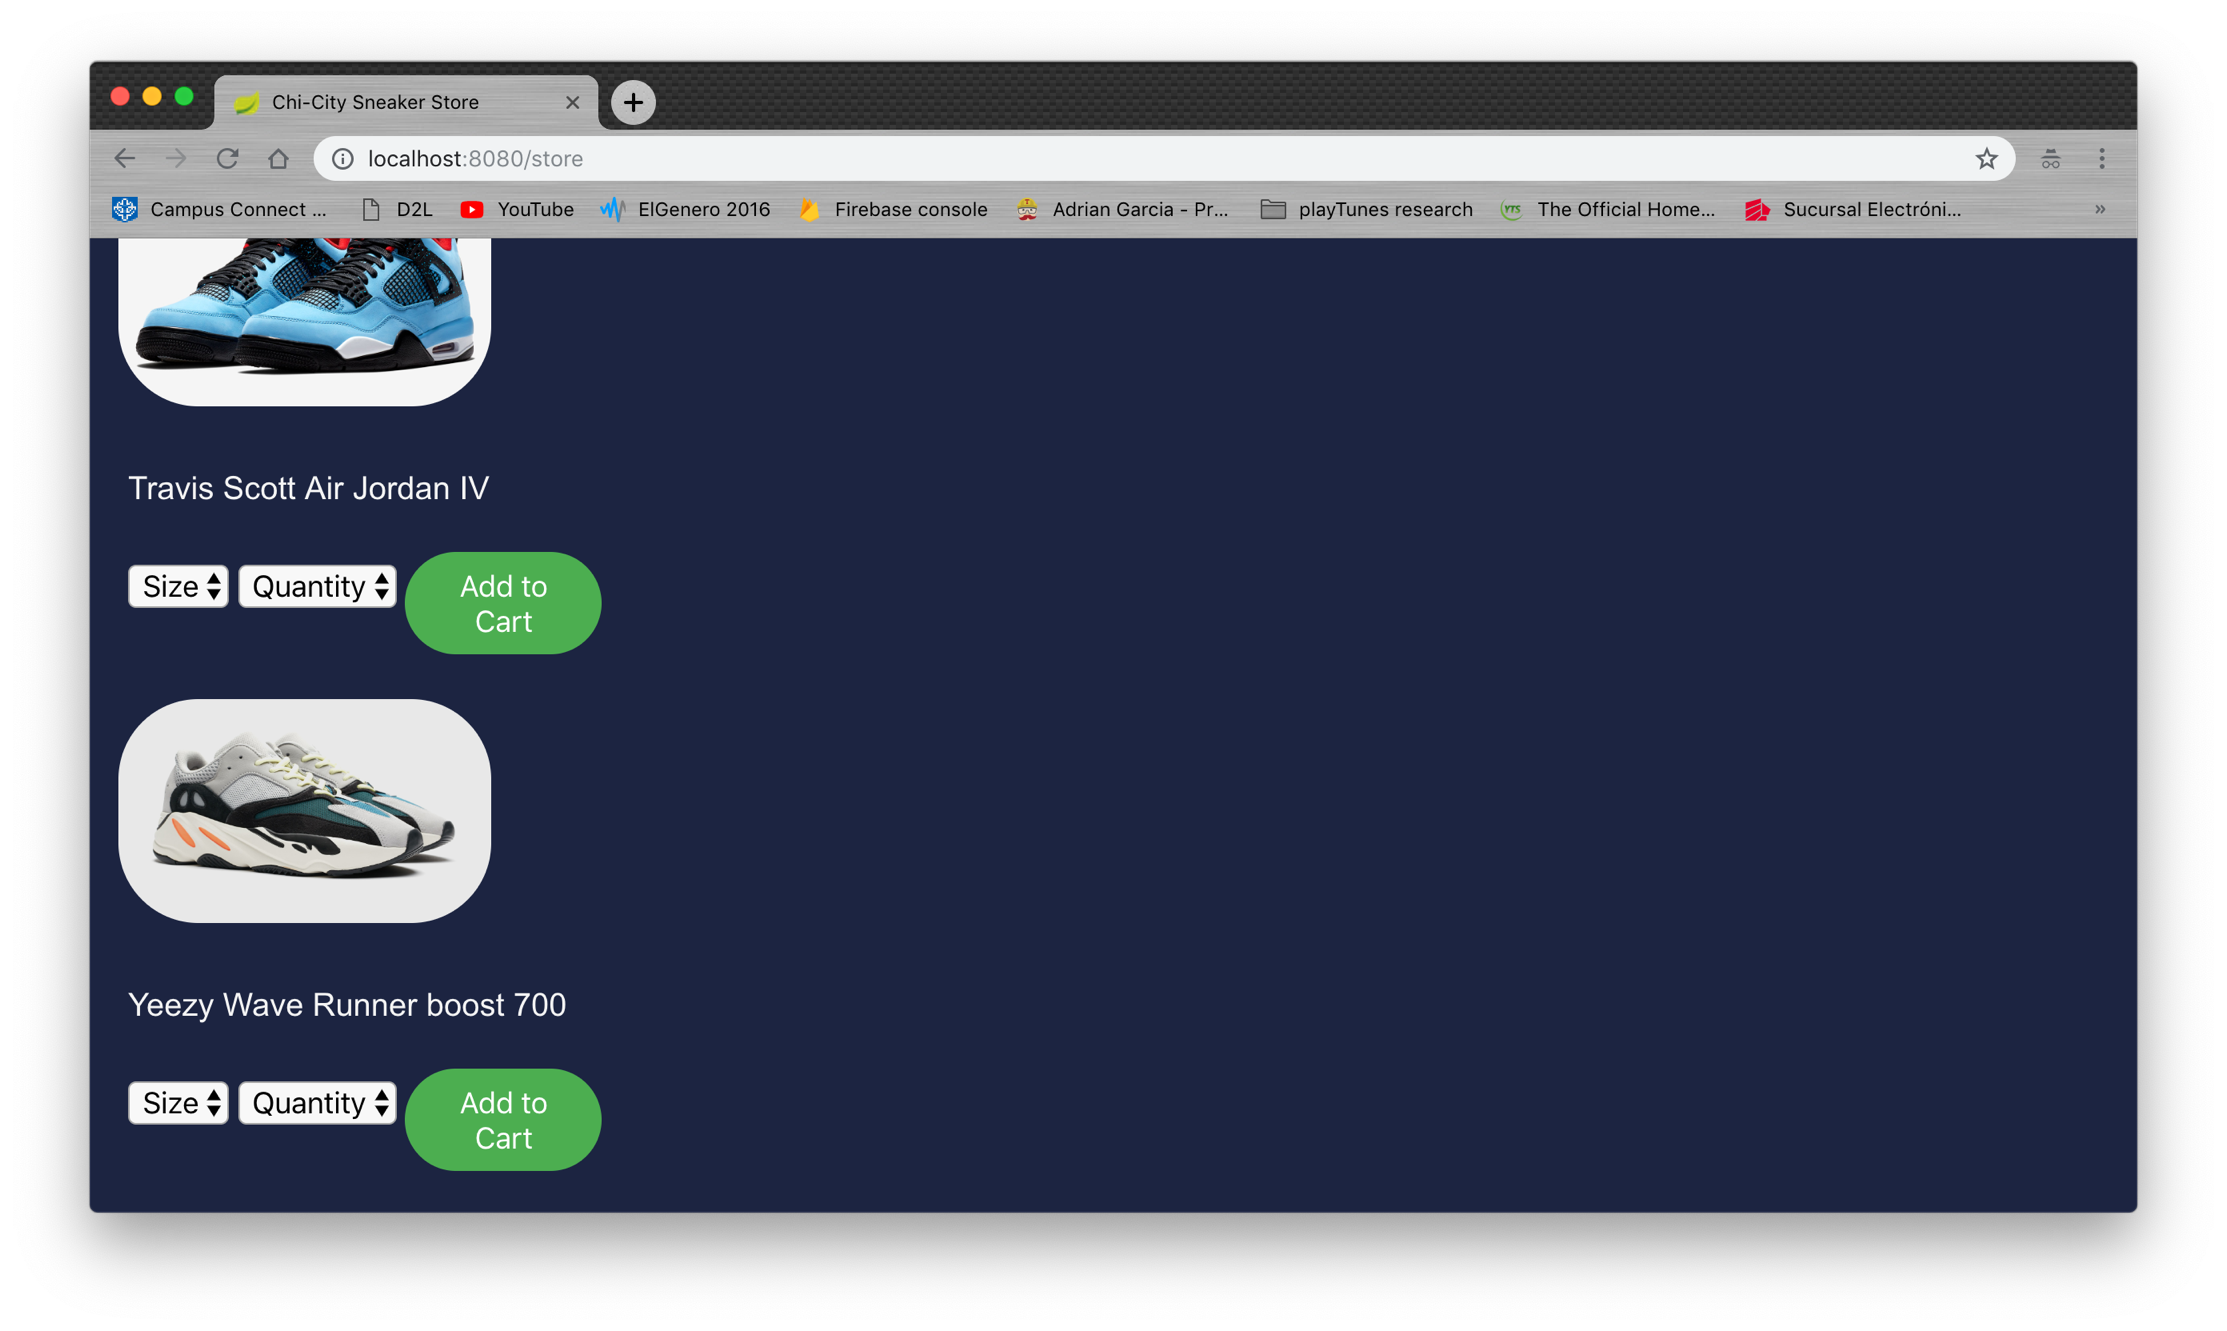 Chi-City Sneaker Store
localhost:8080/store
Campus Connect ... D2L YouTube ElGenero 2016 Firebase console Adrian Garcia - Pr... playTunes research YTS The Official Home... Sucursal Electróni... »
Travis Scott Air Jordan IV
Size Quantity Add to
Cart
Yeezy Wave Runner boost 700
Size Quantity Add to
Cart